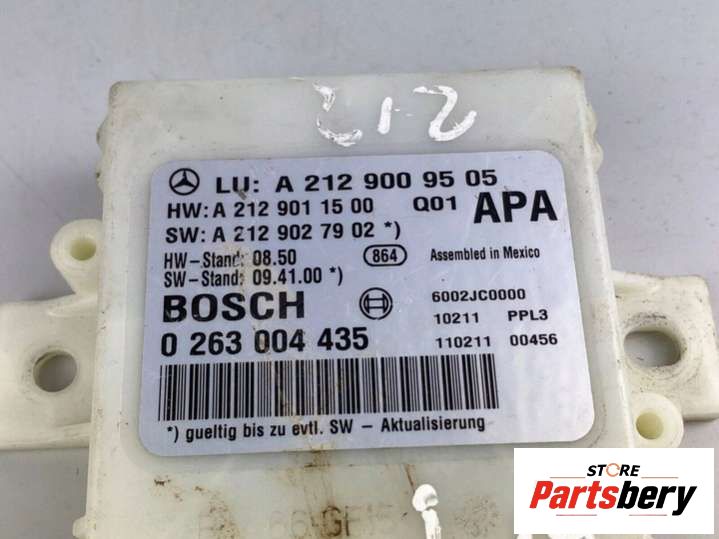 212
LU: A 212 900 95 05
HW: A 212 901 15 00 Q01 APA
SW: A 212 902 79 02 *)
HW-Stand: 08.50 864 Assembled in Mexico
SW-Stand: 09.41.00 *)
BOSCH 6002JC0000
10211 PPL3
0 263 004 435 110211 00456
*) gueltig bis zu evtl. SW - Aktualisierung
STORE
Partsbery